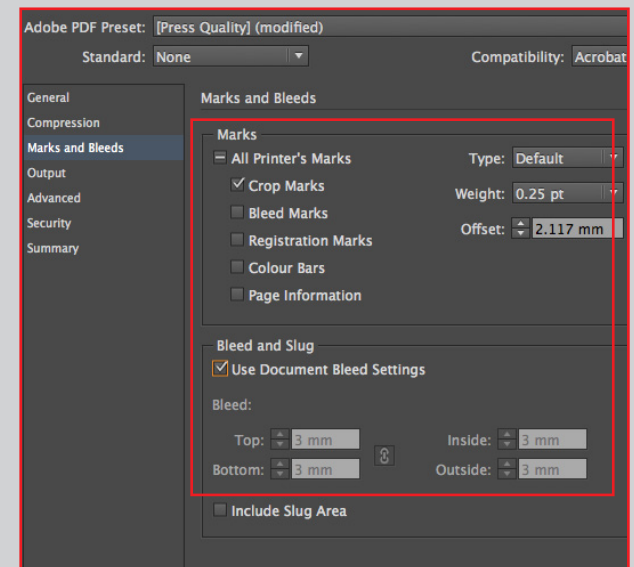 Adobe PDF Preset: [Press Quality] (modified)
Standard: None Compatibility: Acrobat
General
Compression
Marks and Bleeds
Output
Advanced
Security
Summary
Marks and Bleeds
Marks
All Printer's Marks
Crop Marks
Bleed Marks
Registration Marks
Colour Bars
Page Information
Type: Default
Weight: 0.25 pt
Offset: 2.117 mm
Bleed and Slug
Use Document Bleed Settings
Bleed:
Top: 3 mm Inside: 3 mm
Bottom: 3 mm Outside: 3 mm
Include Slug Area